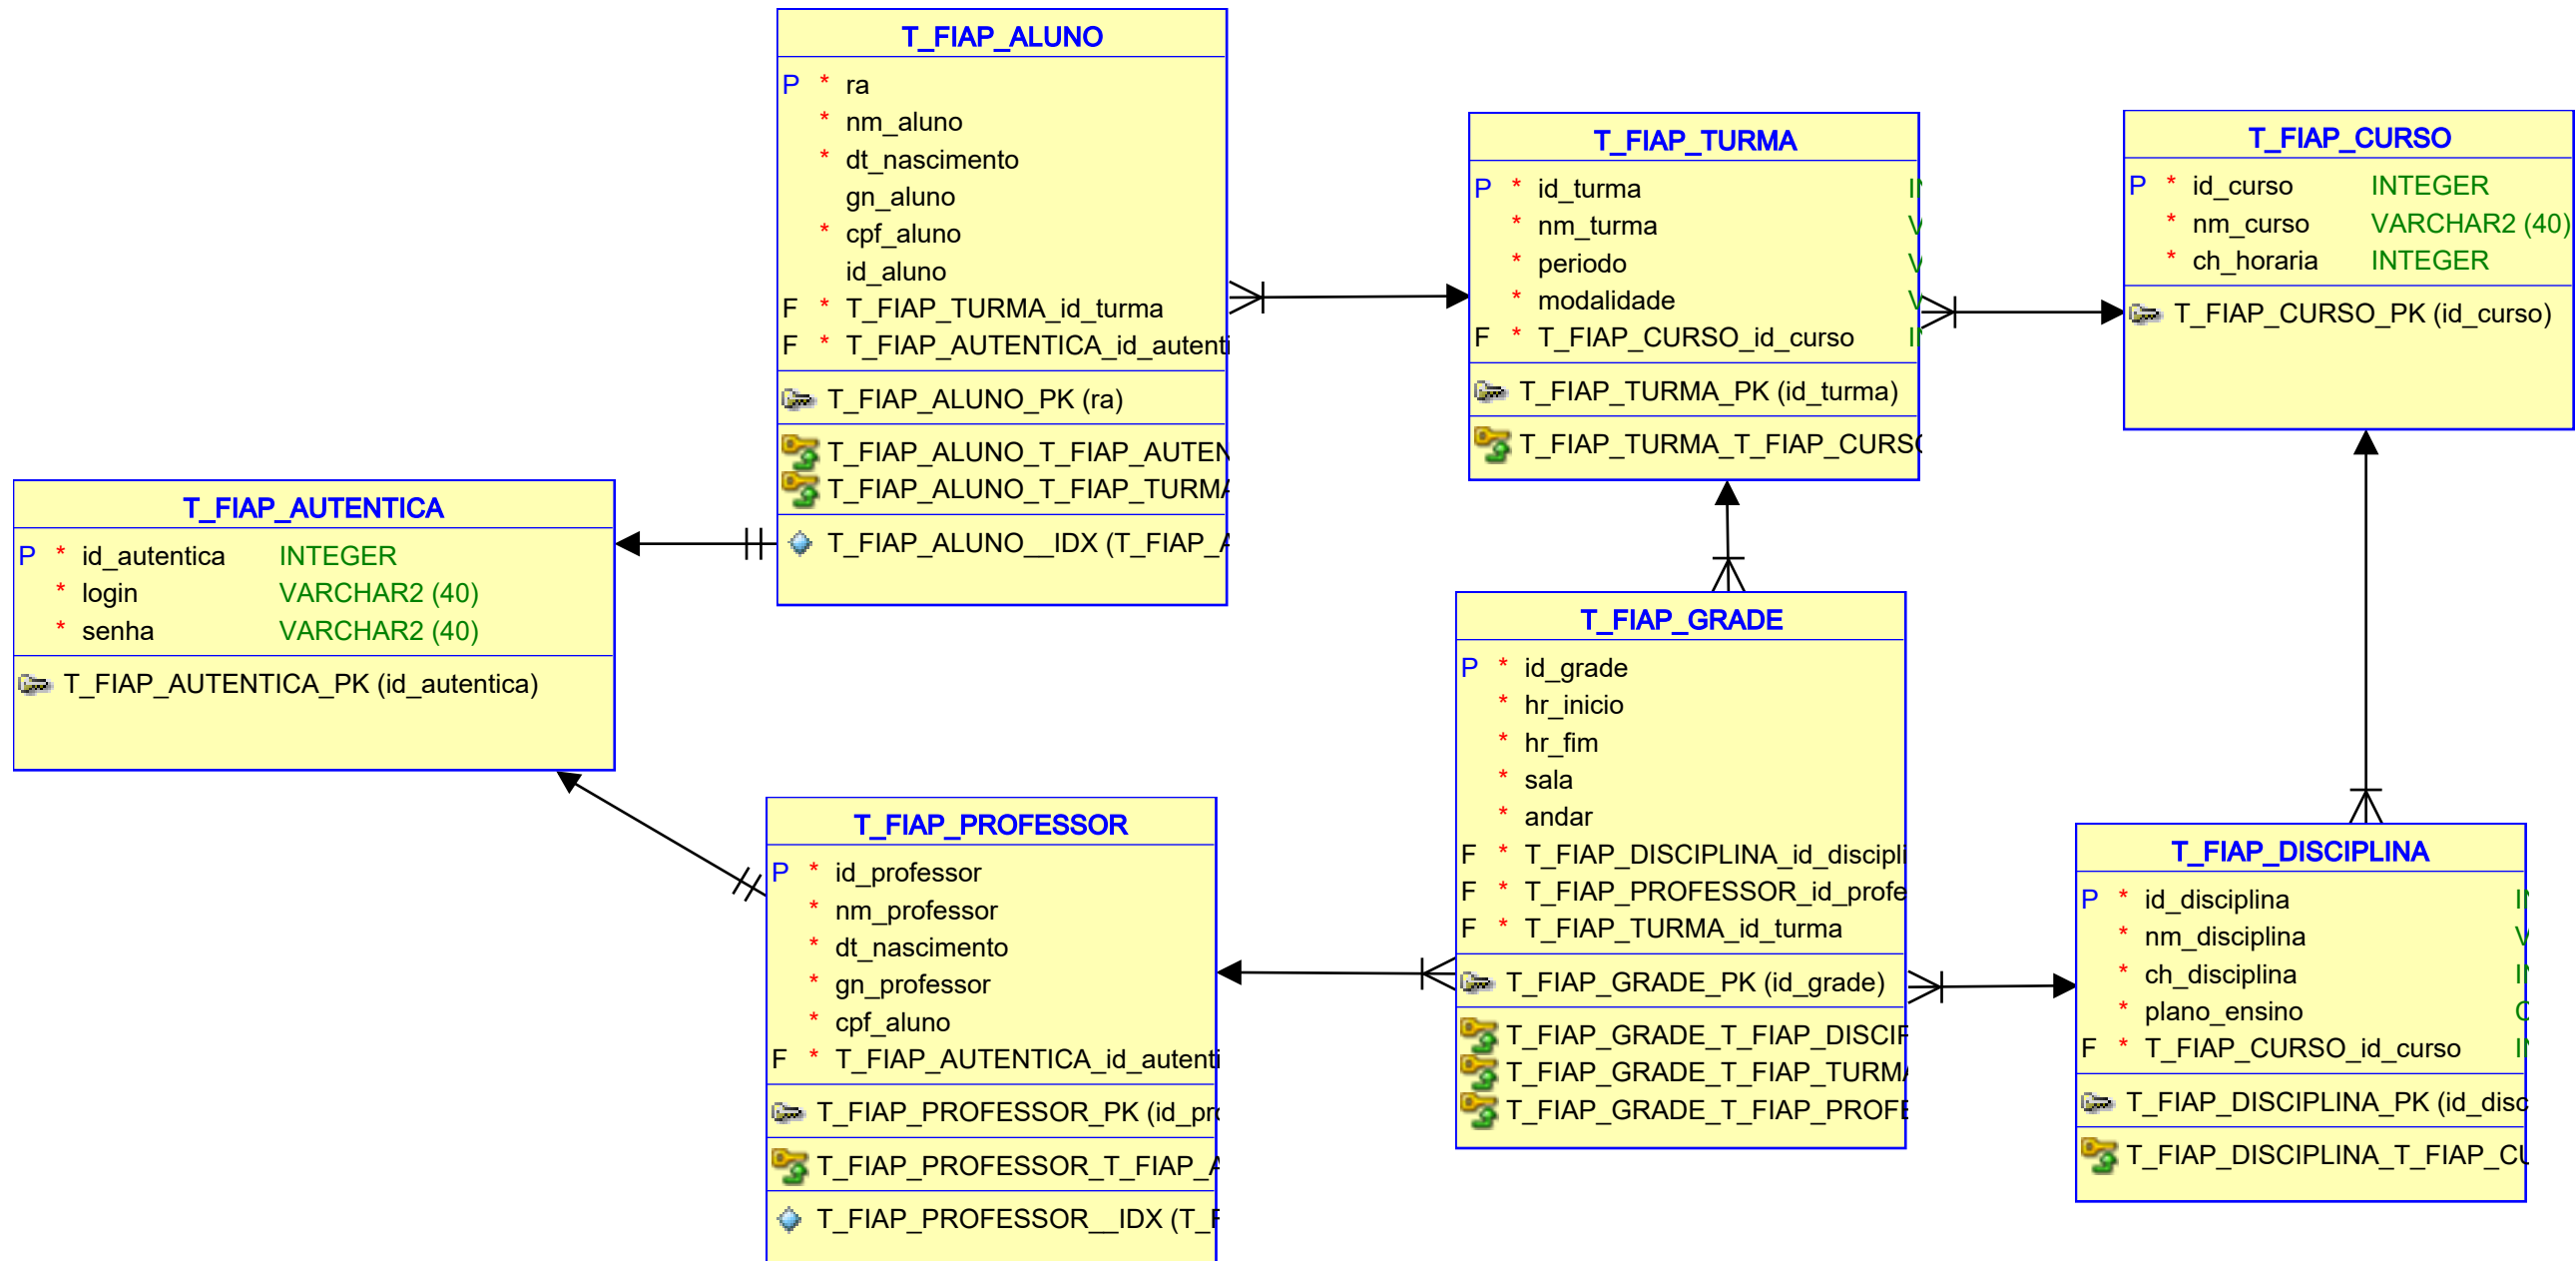 T_FIAP_ALUNO
P * ra
* nm_aluno
* dt_nascimento
gn_aluno
* cpf_aluno
id_aluno
F * T_FIAP_TURMA_id_turma
F * T_FIAP_AUTENTICA_id_autenti
T_FIAP_ALUNO_PK (ra)
T_FIAP_ALUNO_T_FIAP_AUTEN
T_FIAP_ALUNO_T_FIAP_TURMA
T_FIAP_ALUNO__IDX (T_FIAP_A
T_FIAP_TURMA
P * id_turma
* nm_turma
* periodo
* modalidade
F * T_FIAP_CURSO_id_curso
T_FIAP_TURMA_PK (id_turma)
T_FIAP_TURMA_T_FIAP_CURSO
T_FIAP_CURSO
P * id_curso INTEGER
* nm_curso VARCHAR2 (40)
* ch_horaria INTEGER
T_FIAP_CURSO_PK (id_curso)
T_FIAP_AUTENTICA
P * id_autentica INTEGER
* login VARCHAR2 (40)
* senha VARCHAR2 (40)
T_FIAP_AUTENTICA_PK (id_autentica)
T_FIAP_PROFESSOR
P * id_professor
* nm_professor
* dt_nascimento
* gn_professor
* cpf_aluno
F * T_FIAP_AUTENTICA_id_autenti
T_FIAP_PROFESSOR_PK (id_pro
T_FIAP_PROFESSOR_T_FIAP_A
T_FIAP_PROFESSOR__IDX (T_F
T_FIAP_GRADE
P * id_grade
* hr_inicio
* hr_fim
* sala
* andar
F * T_FIAP_DISCIPLINA_id_discipli
F * T_FIAP_PROFESSOR_id_profe
F * T_FIAP_TURMA_id_turma
T_FIAP_GRADE_PK (id_grade)
T_FIAP_GRADE_T_FIAP_DISCIP
T_FIAP_GRADE_T_FIAP_TURMA
T_FIAP_GRADE_T_FIAP_PROFE
T_FIAP_DISCIPLINA
P * id_disciplina
* nm_disciplina
* ch_disciplina
* plano_ensino
F * T_FIAP_CURSO_id_curso
T_FIAP_DISCIPLINA_PK (id_disc
T_FIAP_DISCIPLINA_T_FIAP_CU